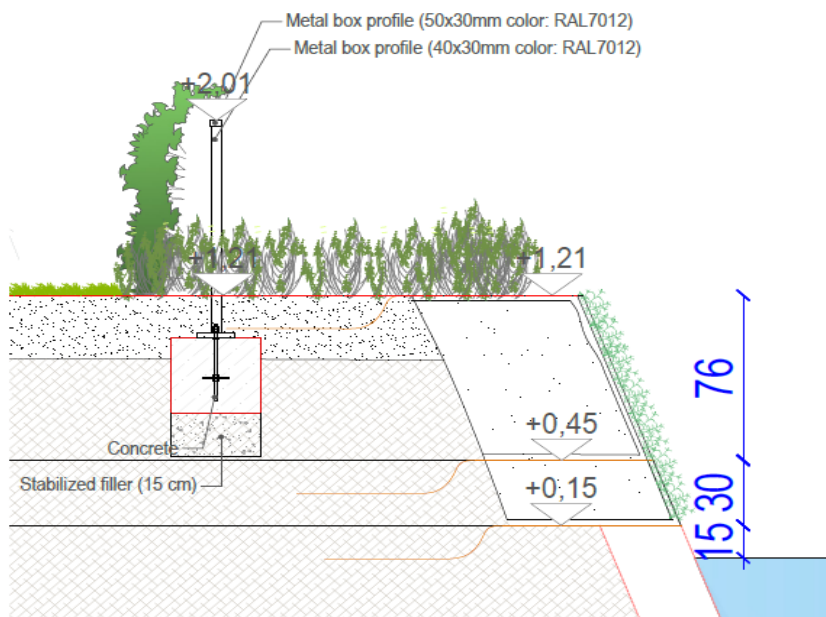 Metal box profile (50x30mm color: RAL7012)
Metal box profile (40x30mm color: RAL7012)
+2,01
+1,21
+1,21
76
+0,45
Concrete
Stabilized filler (15 cm)
+0,15
30
15